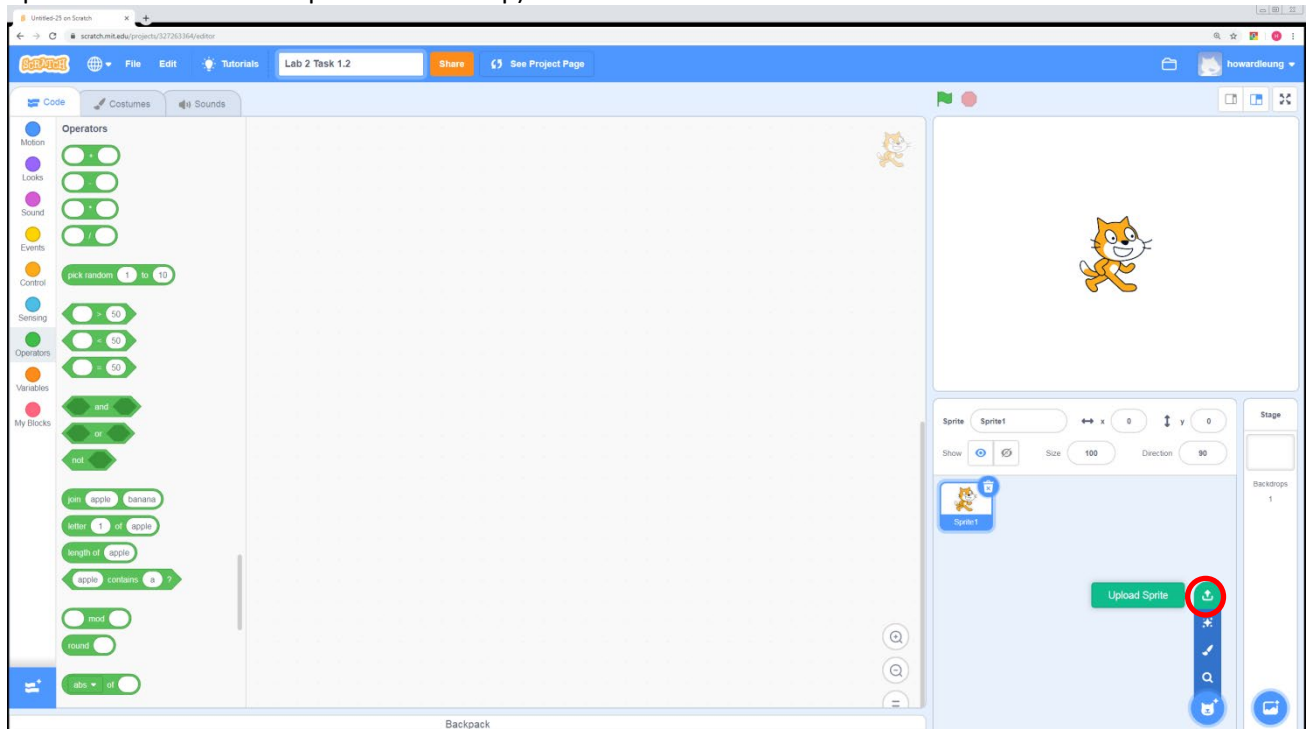 Untitled-25 on Scratch
scratch.mit.edu/projects/327263364/editor
SCRATCH File Edit Tutorials Lab 2 Task 1.2 Share See Project Page howardleung
Code Costumes Sounds
Motion
Looks
Sound
Events
Control
Sensing
Operators
Variables
My Blocks
Operators
+
-
*
/
pick random 1 to 10
> 50
< 50
= 50
and
or
not
join apple banana
letter 1 of apple
length of apple
apple contains a ?
mod
round
abs of
Backpack
Sprite Sprite1 x 0 y 0
Show Size 100 Direction 90
Sprite1
Upload Sprite
Stage
Backdrops
1